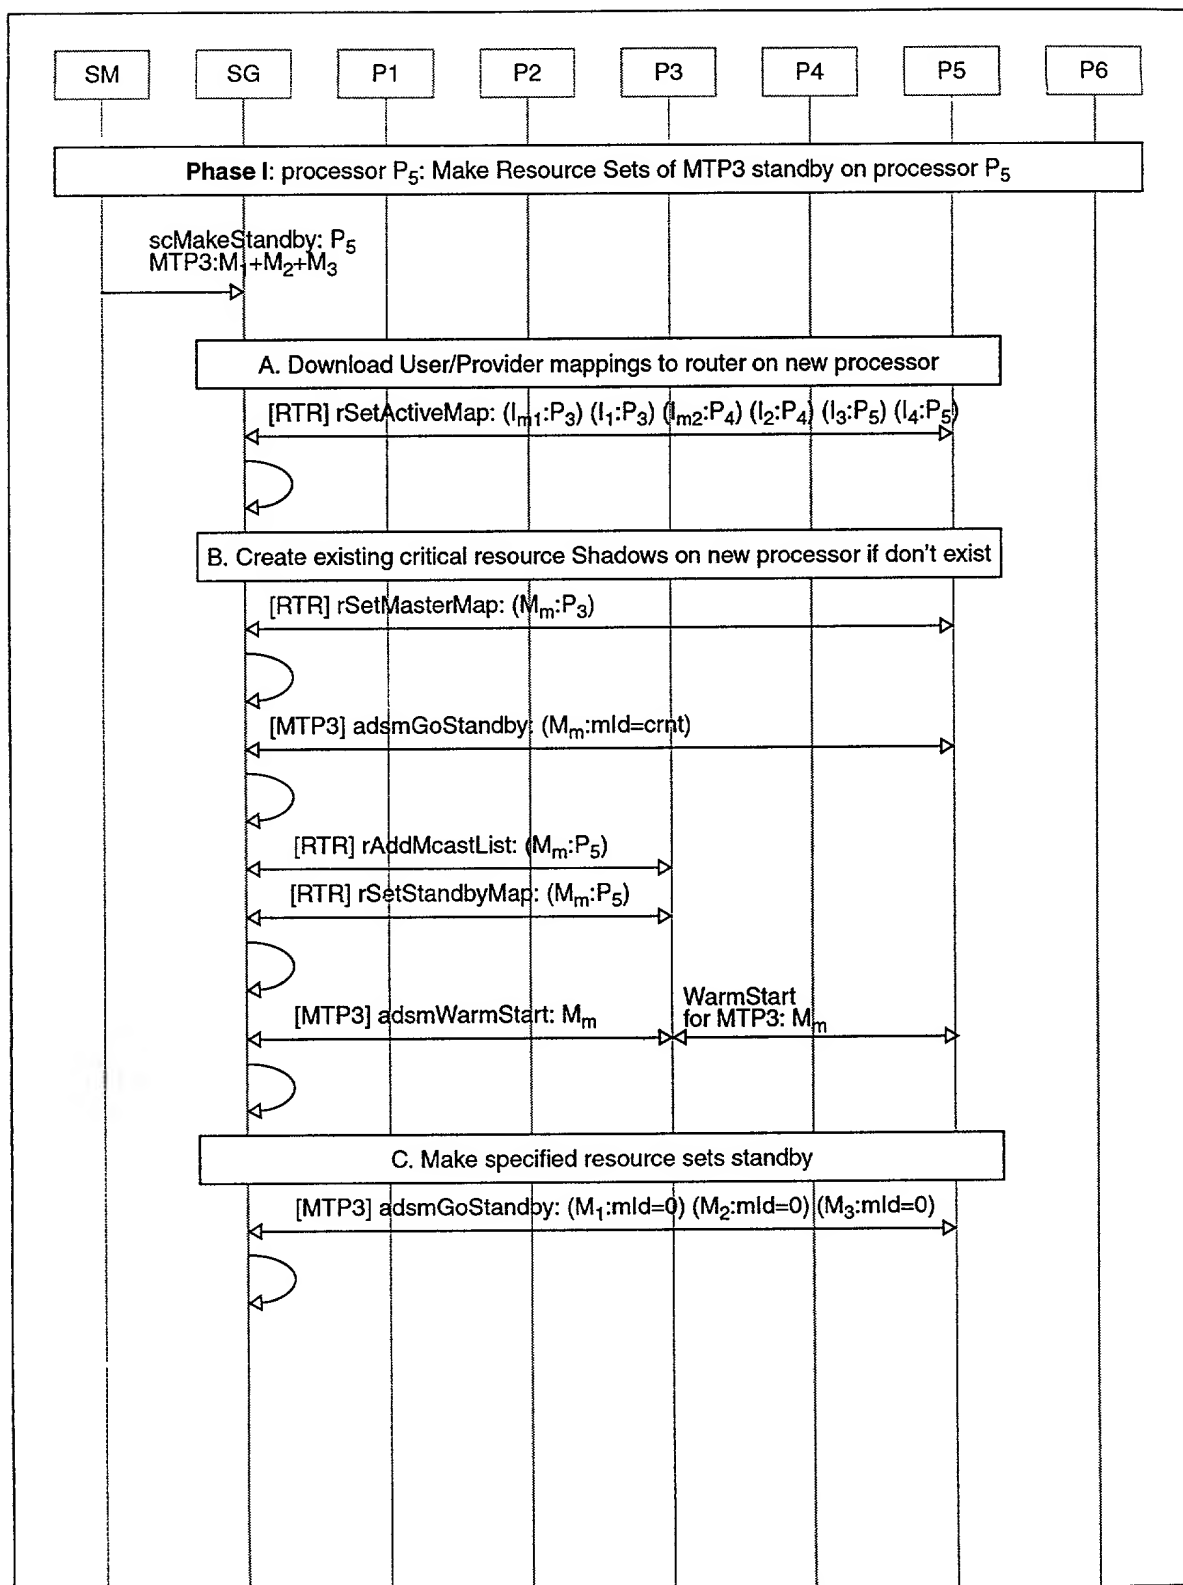 SM SG P1 P2 P3 P4 P5 P6
Phase I: processor P5: Make Resource Sets of MTP3 standby on processor P5
scMakeStandby: P5
MTP3:M1+M2+M3
A. Download User/Provider mappings to router on new processor
[RTR] rSetActiveMap: (Im1:P3) (I1:P3) (Im2:P4) (I2:P4) (I3:P5) (I4:P5)
B. Create existing critical resource Shadows on new processor if don't exist
[RTR] rSetMasterMap: (Mm:P3)
[MTP3] adsmGoStandby: (Mm:mId=crnt)
[RTR] rAddMcastList: (Mm:P5)
[RTR] rSetStandbyMap: (Mm:P5)
[MTP3] adsmWarmStart: Mm
WarmStart
for MTP3: Mm
C. Make specified resource sets standby
[MTP3] adsmGoStandby: (M1:mId=0) (M2:mId=0) (M3:mId=0)